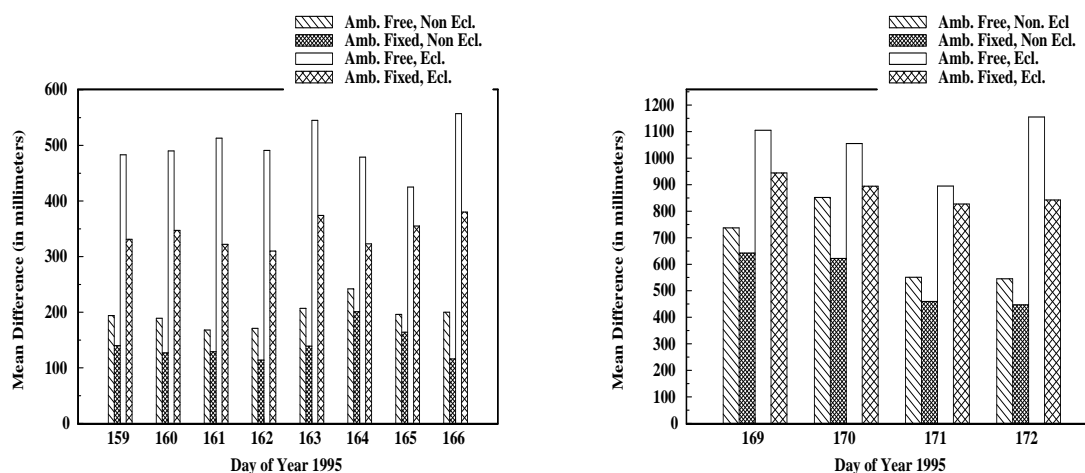 Amb. Free, Non Ecl.
Amb. Fixed, Non Ecl.
Amb. Free, Ecl.
Amb. Fixed, Ecl.
600
500
400
300
200
100
0
Mean Difference (in millimeters)
159 160 161 162 163 164 165 166
Day of Year 1995
Amb. Free, Non. Ecl
Amb. Fixed, Non Ecl.
Amb. Free, Ecl.
Amb. Fixed, Ecl.
1200
1100
1000
900
800
700
600
500
400
300
200
100
0
Mean Difference (in millimeters)
169 170 171 172
Day of Year 1995